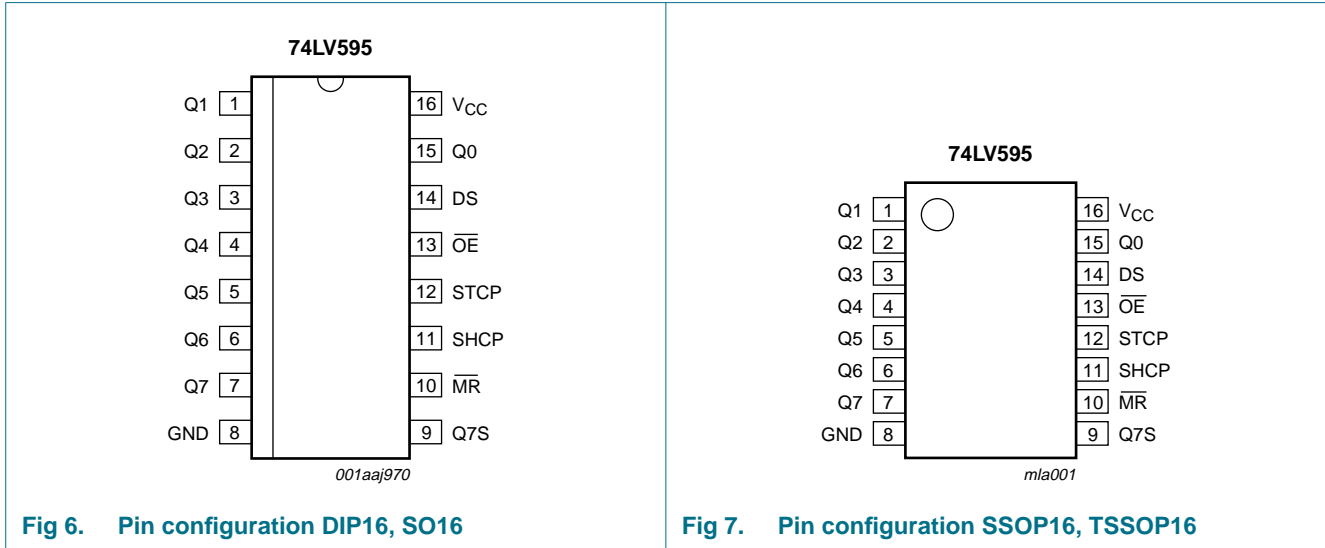 74LV595
Q1 1 16 VCC
Q2 2 15 Q0
Q3 3 14 DS
Q4 4 13 O̅E̅
Q5 5 12 STCP
Q6 6 11 SHCP
Q7 7 10 M̅R̅
GND 8 9 Q7S
001aaj970
Fig 6. Pin configuration DIP16, SO16
74LV595
Q1 1 16 VCC
Q2 2 15 Q0
Q3 3 14 DS
Q4 4 13 O̅E̅
Q5 5 12 STCP
Q6 6 11 SHCP
Q7 7 10 M̅R̅
GND 8 9 Q7S
mla001
Fig 7. Pin configuration SSOP16, TSSOP16